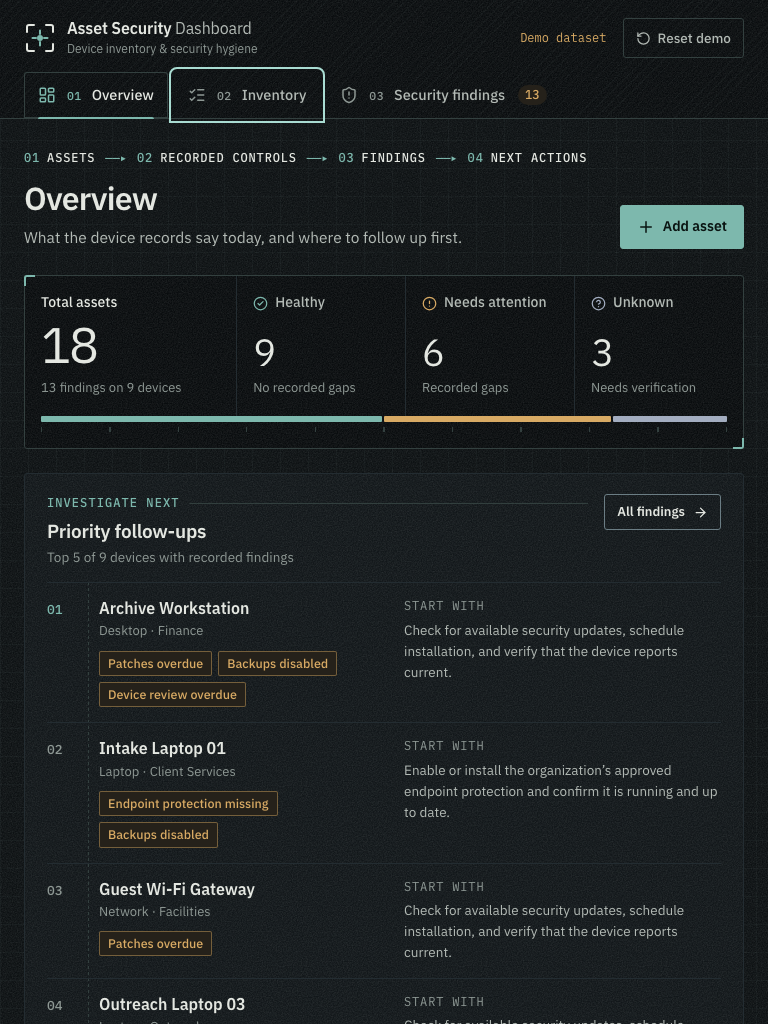 Asset Security Dashboard
Device inventory & security hygiene
Demo dataset
Reset demo
01 Overview
02 Inventory
03 Security findings 13
01 ASSETS 02 RECORDED CONTROLS 03 FINDINGS 04 NEXT ACTIONS
Overview
What the device records say today, and where to follow up first.
Add asset
Total assets
18
13 findings on 9 devices
Healthy
9
No recorded gaps
Needs attention
6
Recorded gaps
Unknown
3
Needs verification
INVESTIGATE NEXT
Priority follow-ups
Top 5 of 9 devices with recorded findings
All findings
01
Archive Workstation
Desktop · Finance
Patches overdue
Backups disabled
Device review overdue
START WITH
Check for available security updates, schedule
installation, and verify that the device reports
current.
02
Intake Laptop 01
Laptop · Client Services
Endpoint protection missing
Backups disabled
START WITH
Enable or install the organization’s approved
endpoint protection and confirm it is running and up
to date.
03
Guest Wi-Fi Gateway
Network · Facilities
Patches overdue
START WITH
Check for available security updates, schedule
installation, and verify that the device reports
current.
04
Outreach Laptop 03
START WITH